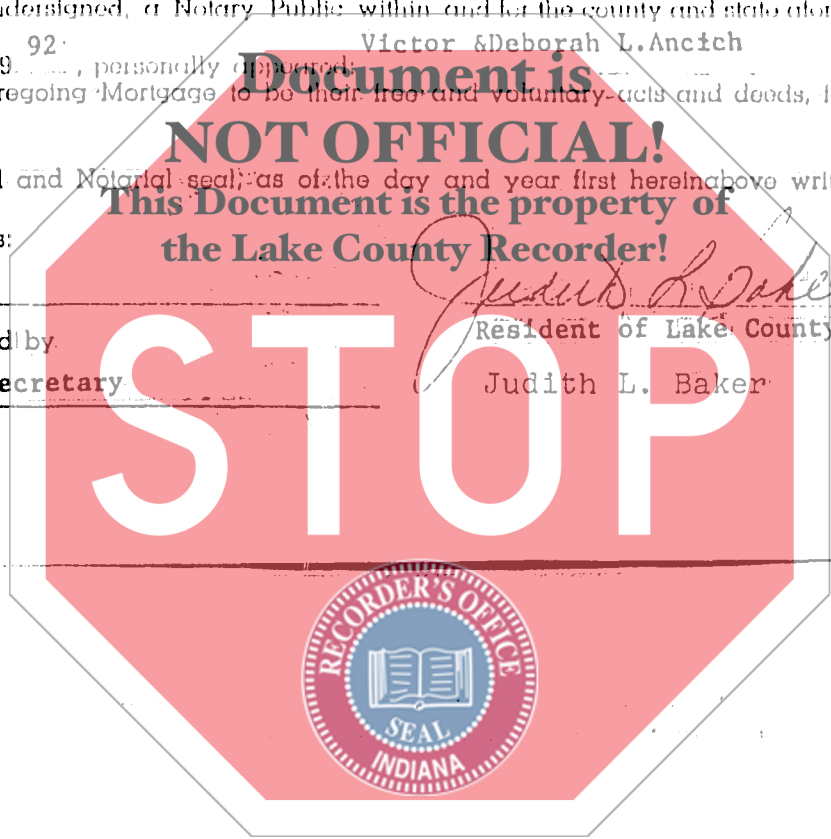 ndersigned, a Notary Public within and for the county and state afor
92 Victor &Deborah L.Ancich
9 , personally appeared:
Document is
regoing Mortgage to be their free and voluntary acts and deeds, f
NOT OFFICIAL!
l and Notarial seal, as of the day and year first hereinabove writ
This Document is the property of
s:
the Lake County Recorder!
Judith L Bake
Resident of Lake County
d by
ecretary
Judith L. Baker
STOP
RECORDER'S OFFICE
SEAL
INDIANA